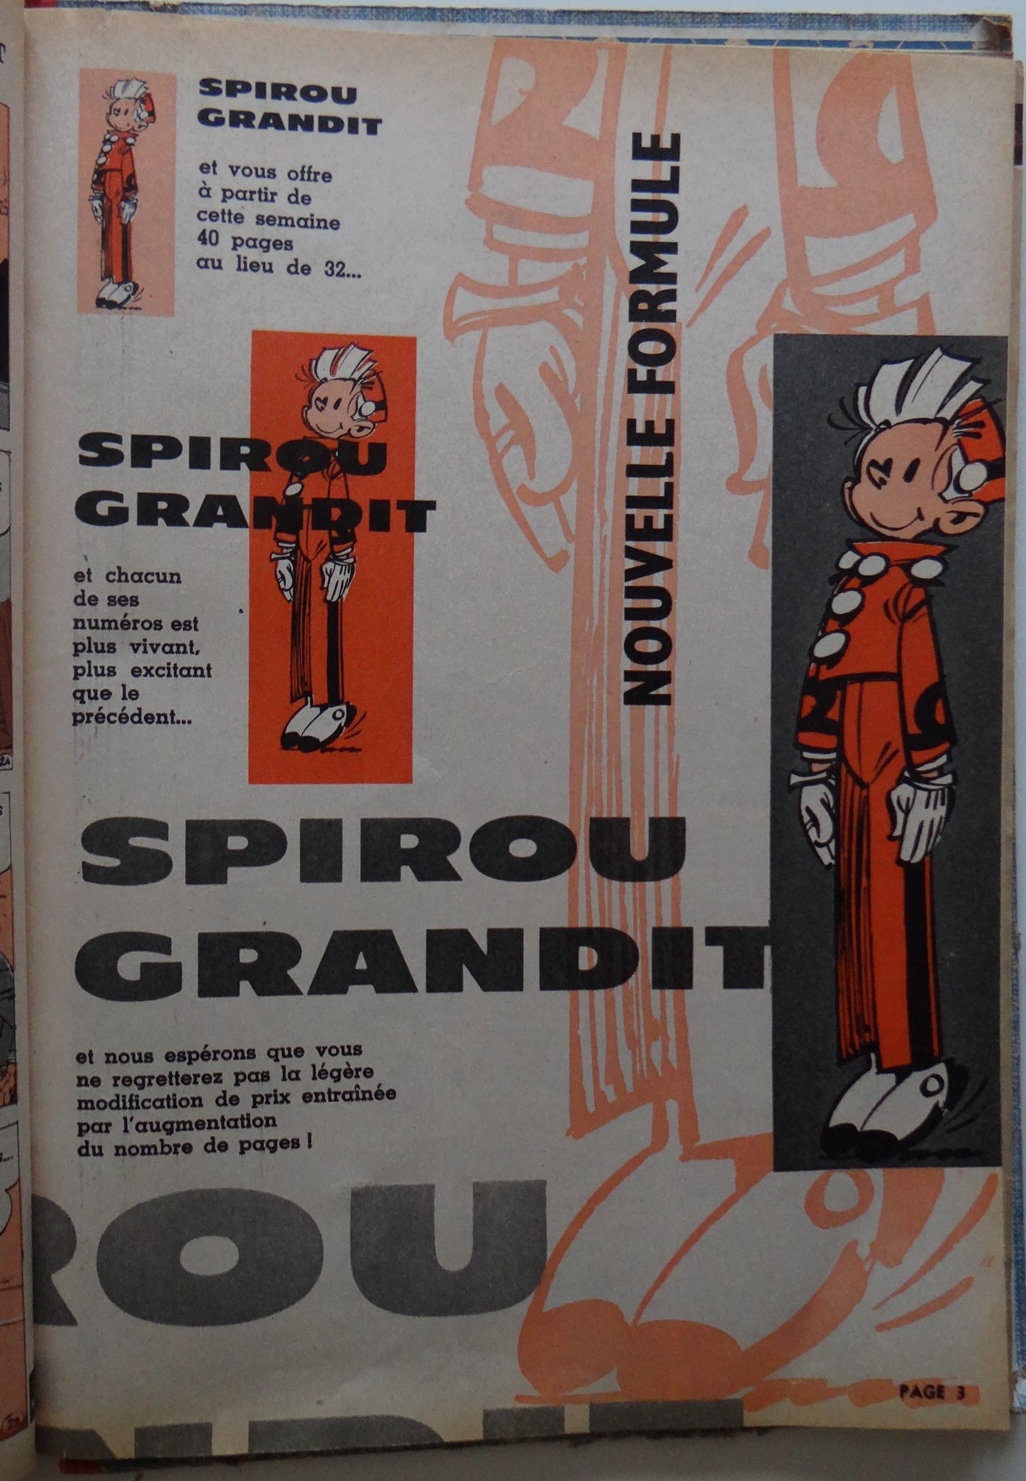 SPIROU
GRANDIT
et vous offre
à partir de
cette semaine
40 pages
au lieu de 32...
NOUVELLE FORMULE
SPIROU
GRANDIT
et chacun
de ses
numéros est
plus vivant,
plus excitant
que le
précédent...
SPIROU
GRANDIT
et nous espérons que vous
ne regretterez pas la légère
modification de prix entraînée
par l'augmentation
du nombre de pages !
ROU
PAGE 3